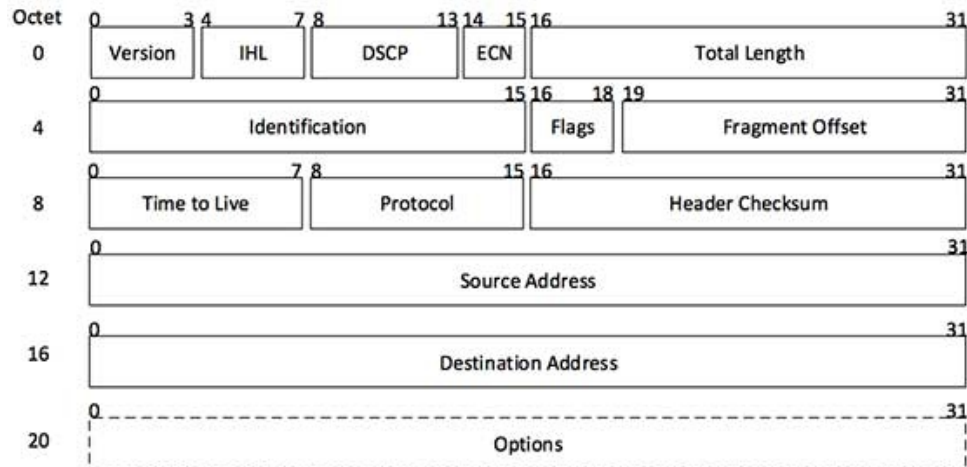 Octet 0 3 4 7 8 13 14 15 16 31
0 Version IHL DSCP ECN Total Length
0 15 16 18 19 31
4 Identification Flags Fragment Offset
0 7 8 15 16 31
8 Time to Live Protocol Header Checksum
0 31
12 Source Address
0 31
16 Destination Address
0 31
20 Options